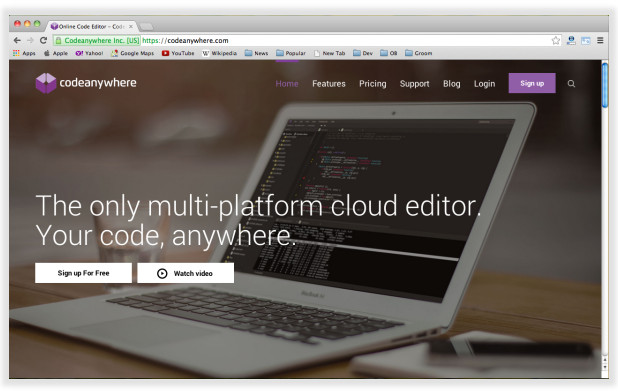 Online Code Editor - Code
Codeanywhere Inc. [US] https://codeanywhere.com
Apps Apple Yahoo! Google Maps YouTube Wikipedia News Popular New Tab Dev OB Groom
codeanywhere Home Features Pricing Support Blog Login Sign up
The only multi-platform cloud editor.
Your code, anywhere.
Sign up For Free Watch video
MacBook Air